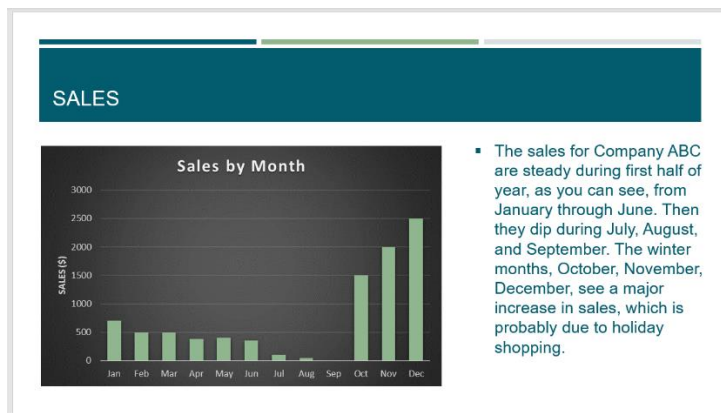 SALES
Sales by Month
SALES ($)
3000
2500
2000
1500
1000
500
0
Jan Feb Mar Apr May Jun Jul Aug Sep Oct Nov Dec
▪ The sales for Company ABC
are steady during first half of
year, as you can see, from
January through June. Then
they dip during July, August,
and September. The winter
months, October, November,
December, see a major
increase in sales, which is
probably due to holiday
shopping.